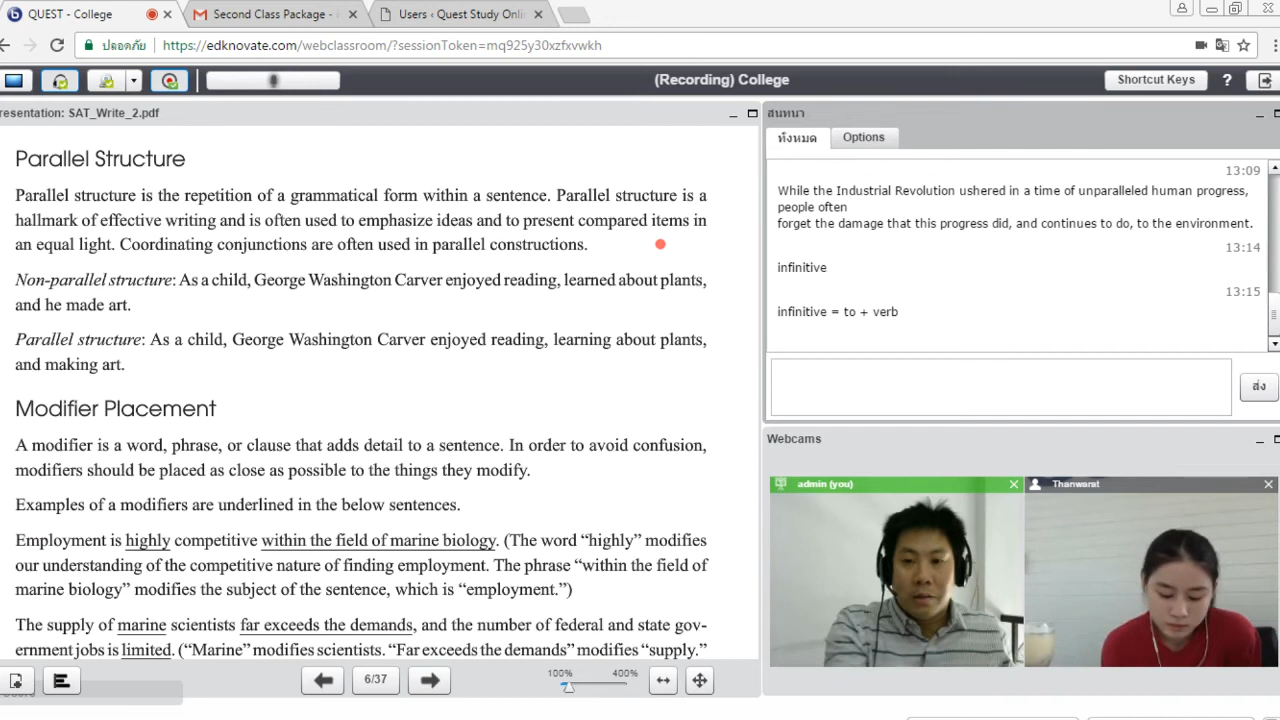 QUEST - College
Second Class Package -
Users ‹ Quest Study Onli
ปลอดภัย
https://edknovate.com/webclassroom/?sessionToken=mq925y30xzfxvwkh
(Recording) College
Shortcut Keys
?
resentation: SAT_Write_2.pdf
Parallel Structure
Parallel structure is the repetition of a grammatical form within a sentence. Parallel structure is a
hallmark of effective writing and is often used to emphasize ideas and to present compared items in
an equal light. Coordinating conjunctions are often used in parallel constructions.
Non-parallel structure: As a child, George Washington Carver enjoyed reading, learned about plants,
and he made art.
Parallel structure: As a child, George Washington Carver enjoyed reading, learning about plants,
and making art.
Modifier Placement
A modifier is a word, phrase, or clause that adds detail to a sentence. In order to avoid confusion,
modifiers should be placed as close as possible to the things they modify.
Examples of a modifiers are underlined in the below sentences.
Employment is highly competitive within the field of marine biology. (The word “highly” modifies
our understanding of the competitive nature of finding employment. The phrase “within the field of
marine biology” modifies the subject of the sentence, which is “employment.”)
The supply of marine scientists far exceeds the demands, and the number of federal and state gov-
ernment jobs is limited. (“Marine” modifies scientists. “Far exceeds the demands” modifies “supply.”
6/37
100%
400%
สนทนา
ทั้งหมด
Options
13:09
While the Industrial Revolution ushered in a time of unparalleled human progress,
people often
forget the damage that this progress did, and continues to do, to the environment.
13:14
infinitive
13:15
infinitive = to + verb
ส่ง
Webcams
admin (you)
Thanwarat